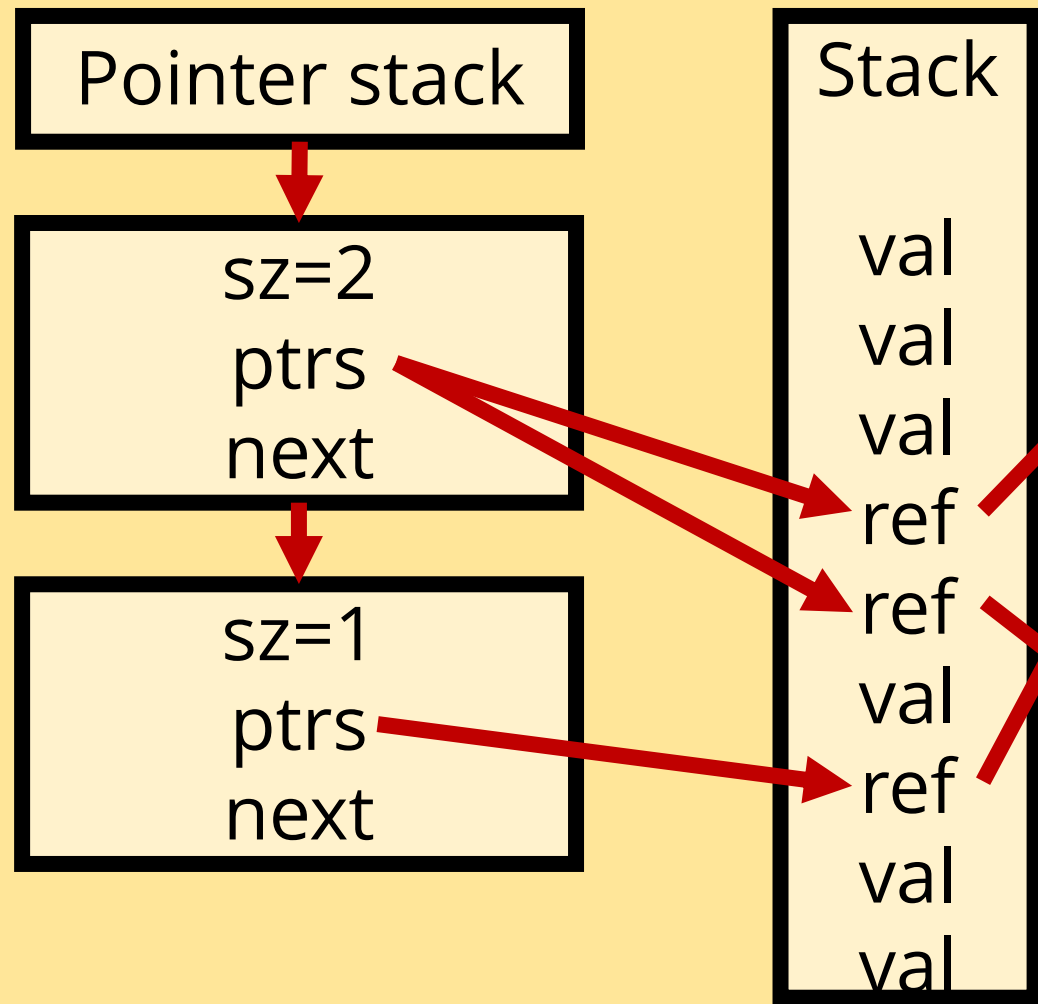 Pointer stack
sz=2
ptrs
next
sz=1
ptrs
next
Stack
val
val
val
ref
ref
val
ref
val
val